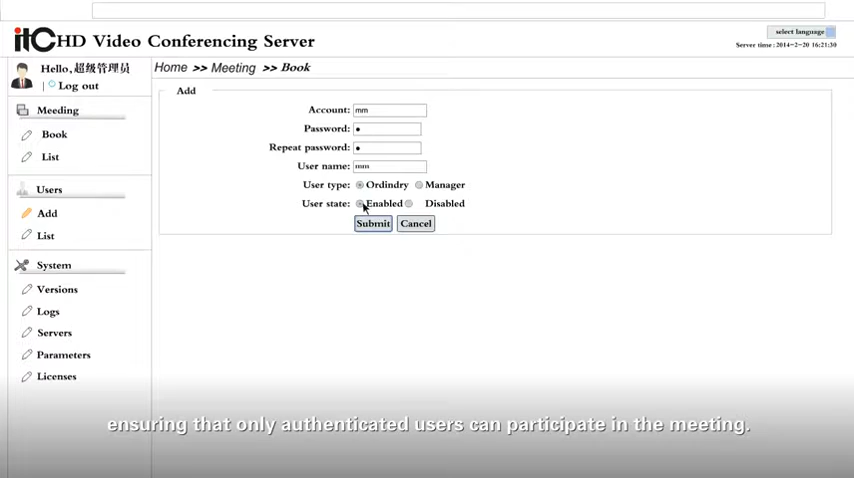 itC HD Video Conferencing Server
select language
Server time:2014-2-20 16:21:30
Hello,超级管理员
| Log out
Home >> Meeting >> Book
Meeding
Book
List
Users
Add
List
System
Versions
Logs
Servers
Parameters
Licenses
Add
Account: mm
Password: •
Repeat password: •
User name: mm
User type: Ordindry Manager
User state: Enabled Disabled
Submit Cancel
ensuring that only authenticated users can participate in the meeting.